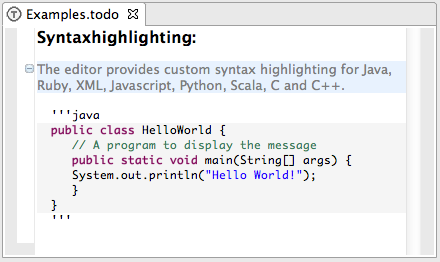 Examples.todo
Syntaxhighlighting:
The editor provides custom syntax highlighting for Java,
Ruby, XML, Javascript, Python, Scala, C and C++.
'''java
public class HelloWorld {
// A program to display the message
public static void main(String[] args) {
System.out.println("Hello World!");
}
}
'''